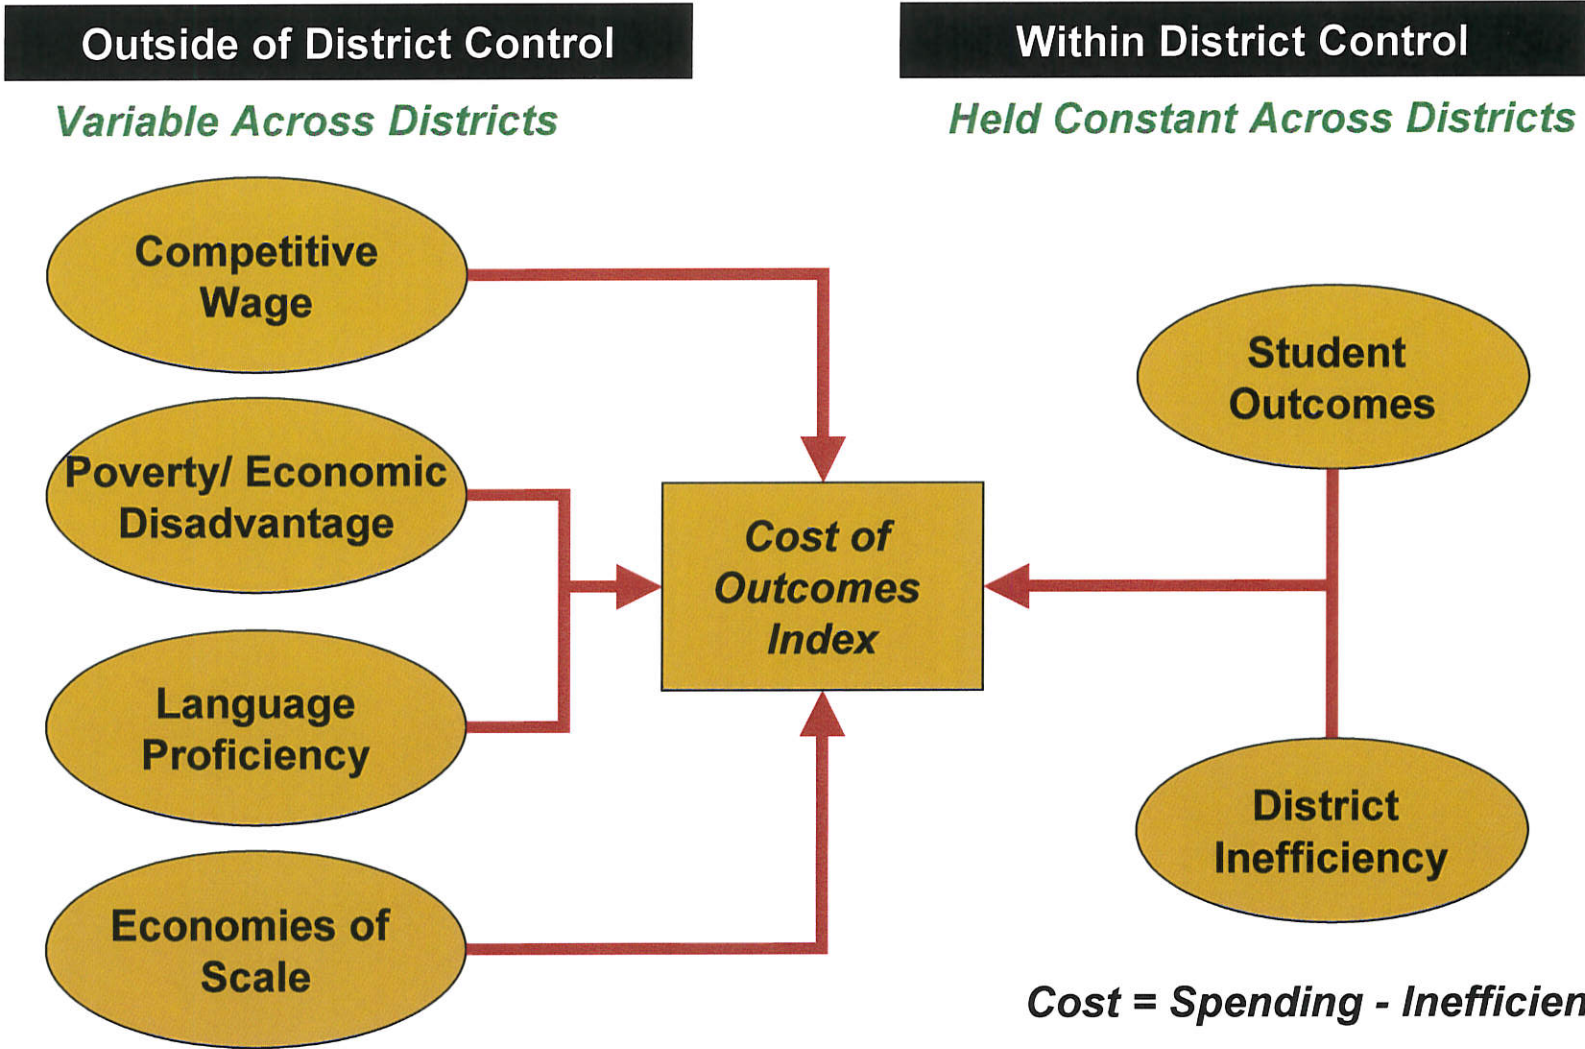 Outside of District Control
Within District Control
Variable Across Districts
Held Constant Across Districts
Competitive
Wage
Student
Outcomes
Poverty/ Economic
Disadvantage
Cost of
Outcomes
Index
Language
Proficiency
District
Inefficiency
Economies of
Scale
Cost = Spending - Inefficien